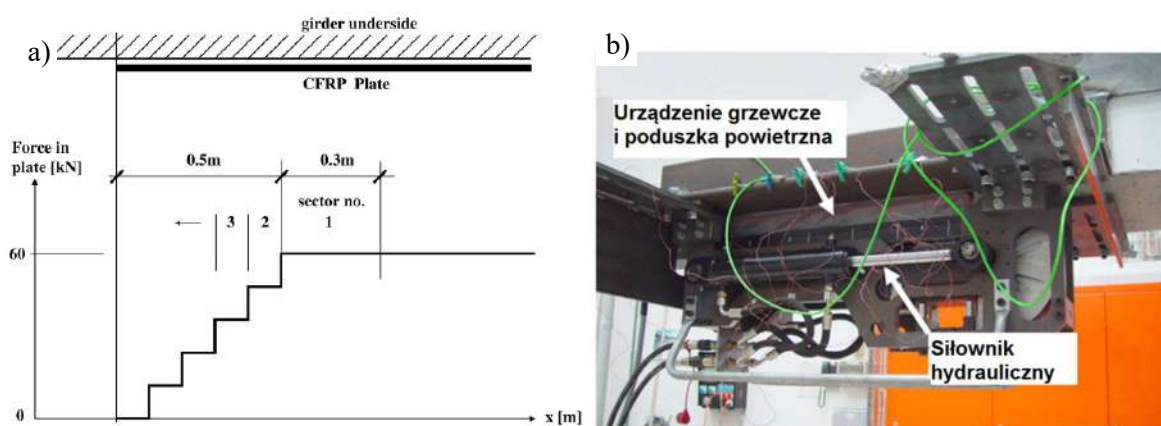 a)
girder underside
CFRP Plate
Force in
plate [kN]
0.5m
0.3m
sector no.
3
2
1
60
0
x [m]
b)
Urządzenie grzewcze
i poduszka powietrzna
Siłownik
hydrauliczny